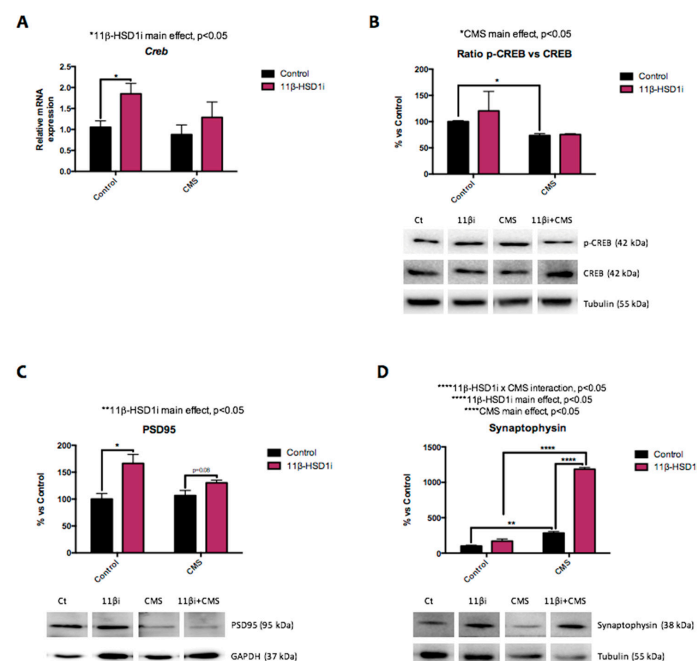 A
*11β-HSD1i main effect, p<0.05
Creb
Relative mRNA
expression
2.5
2.0
1.5
1.0
0.5
0.0
*
Control
CMS
Control
11β-HSD1i
B
*CMS main effect, p<0.05
Ratio p-CREB vs CREB
% vs Control
200
150
100
50
0
*
Control
CMS
Control
11β-HSD1i
Ct
11βi
CMS
11βi+CMS
p-CREB (42 kDa)
CREB (42 kDa)
Tubulin (55 kDa)
C
**11β-HSD1i main effect, p<0.05
PSD95
% vs Control
200
150
100
50
0
*
p=0.06
Control
CMS
Control
11β-HSD1i
Ct
11βi
CMS
11βi+CMS
PSD95 (95 kDa)
GAPDH (37 kDa)
D
****11β-HSD1i x CMS interaction, p<0.05
****11β-HSD1i main effect, p<0.05
****CMS main effect, p<0.05
Synaptophysin
% vs Control
1500
1000
500
0
**
****
****
Control
CMS
Control
11β-HSD1
Ct
11βi
CMS
11βi+CMS
Synaptophysin (38 kDa)
Tubulin (55 kDa)